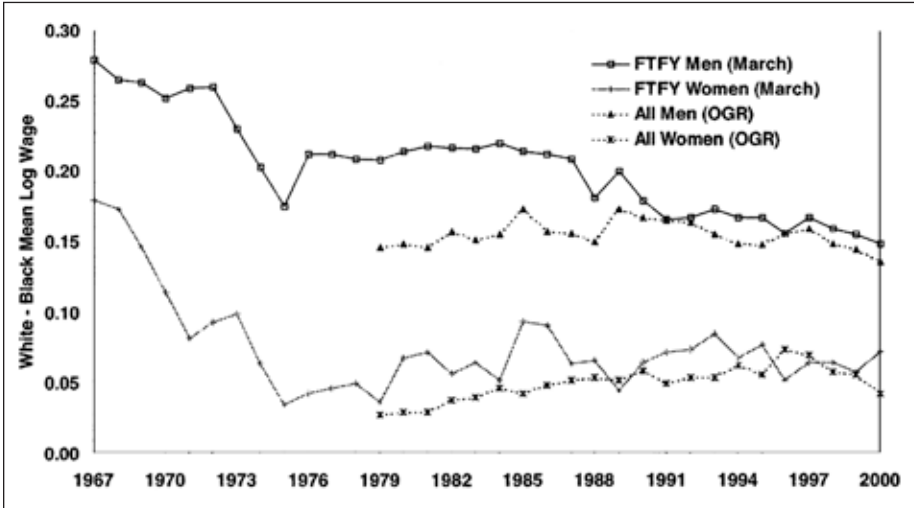 0.30
0.25
0.20
0.15
0.10
0.05
0.00
White - Black Mean Log Wage
FTFY Men (March)
FTFY Women (March)
All Men (OGR)
All Women (OGR)
1967 1970 1973 1976 1979 1982 1985 1988 1991 1994 1997 2000